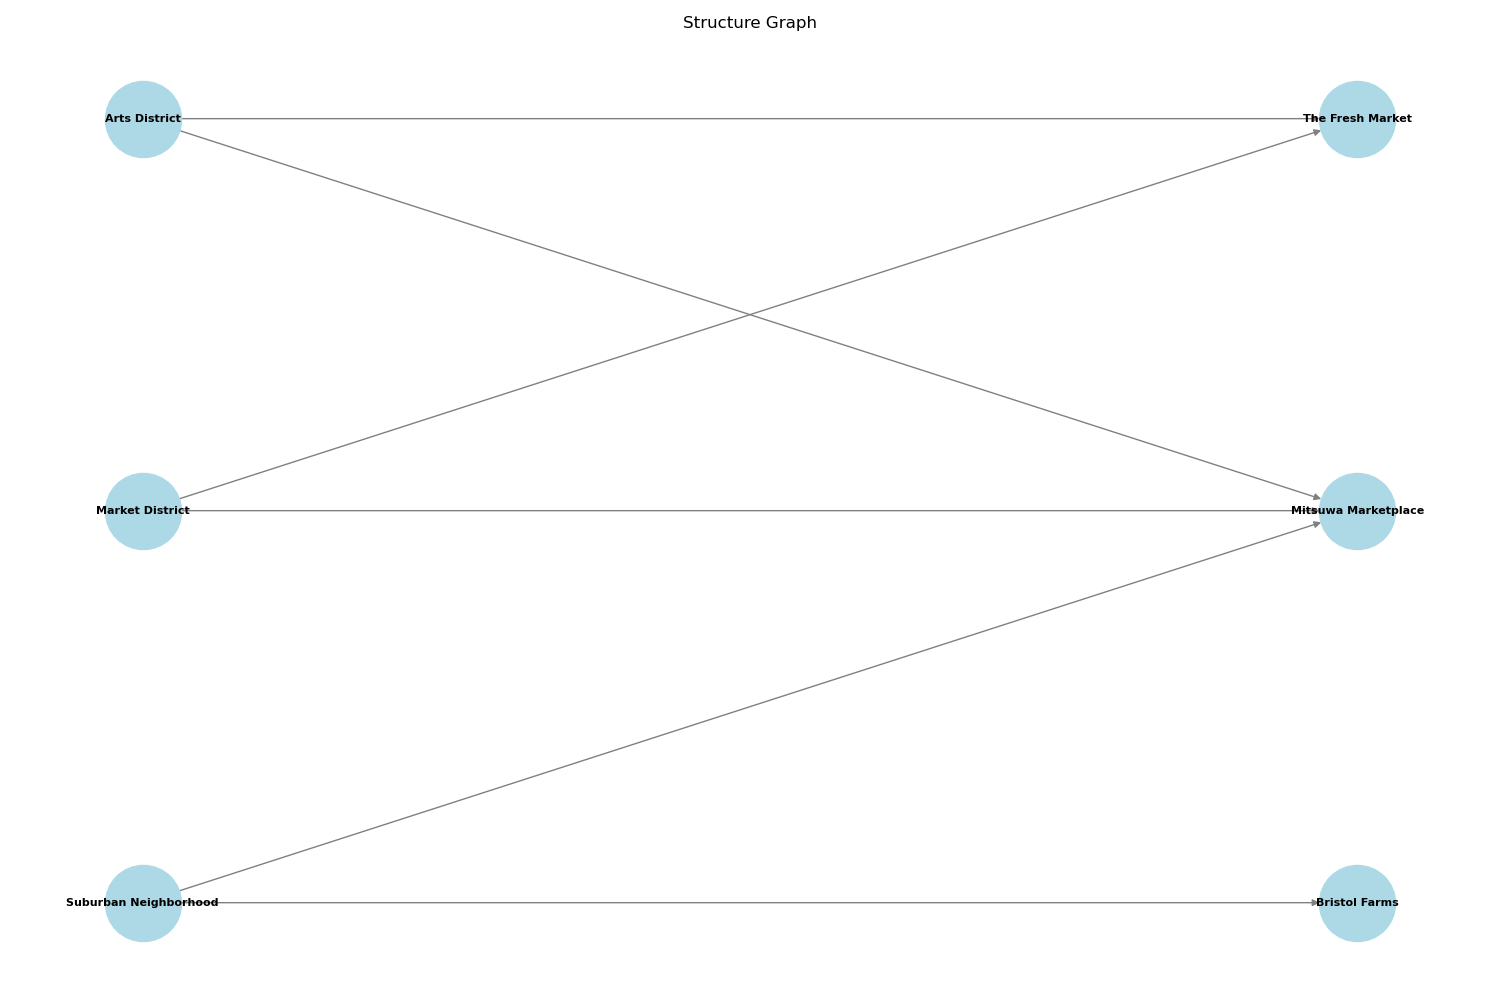 Structure Graph
Arts District
The Fresh Market
Market District
Mitsuwa Marketplace
Suburban Neighborhood
Bristol Farms